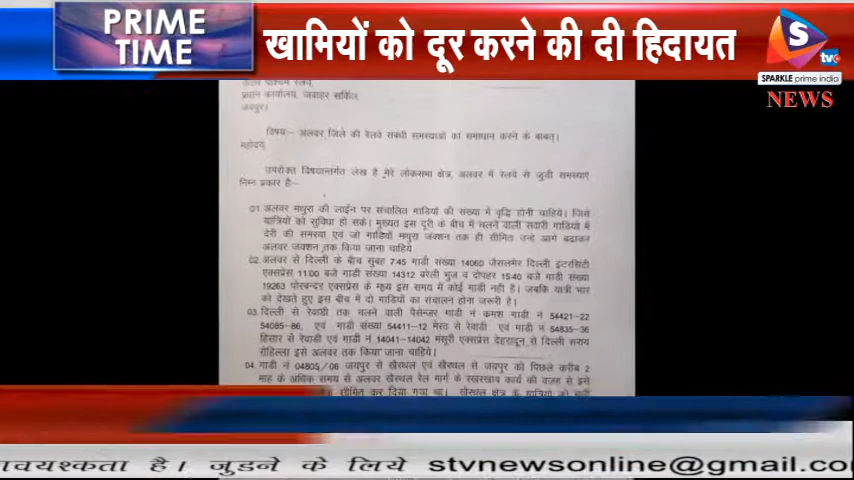 PRIME
TIME
खामियों को दूर करने की दी हिदायत
S
tv
SPARKLE prime india
NEWS
प्रधान कार्यालय, जवाहर सर्किल,
जयपुर।
विषयः– अलवर जिले की रेलवे संबंधी समस्याओं का समाधान करने के बाबत्।
महोदय,
उपरोक्त विषयान्तर्गत लेख है मेरे लोकसभा क्षेत्र, अलवर में रेलवे से जुडी समस्याएं
निम्न प्रकार हैः–
01. अलवर मथुरा की लाईन पर संचालित गाडियों की संख्या में वृद्धि होनी चाहिये। जिसे
यात्रियों को सुविधा हो सके। मुख्यत इस दूरी के बीच में चलने वाली सवारी गाडियों में
देरी की समस्या एवं जो गाडियाँ मथुरा जंक्शन तक ही सीमित उन्हे आगे बढाकर
अलवर जंक्शन तक किया जाना चाहिये
02. अलवर से दिल्ली के बीच सुबह 7:45 गाडी संख्या 14060 जैसलमेर दिल्ली इंटरसिटी
एक्सप्रेस 11:00 बजे गाडी संख्या 14312 बरेली भुज व दोपहर 15:40 बजे गाडी संख्या
19263 पोरबन्दर एक्सप्रेस के मध्य इस समय में कोई गाडी नही है। जबकि यात्री भार
को देखते हुए इस बीच में दो गाडियों का संचालन होना जरूरी है।
03. दिल्ली से रेवाडी तक चलने वाली पैसेन्जर गाडी नं कमश गाडी नं 54421–22
54085–86, एवं गाडी संख्या 54411–12 मेरठ से रेवाडी एवं गाडी नं 54835–36
हिसार से रेवाडी एवं गाडी नं 14041–14042 मसूरी एक्सप्रेस देहरादून से दिल्ली सराय
रोहिल्ला इसे अलवर तक किया जाना चाहिये।
04. गाडी नं 04805/06 जयपुर से खैरथल एवं खैरथल से जयपुर को पिछले करीब 2
माह के अधिक समय से अलवर खैरथल रेल मार्ग के रखरखाव कार्य की वजह से इसे
सीमित कर दिया गया था। खैरथल क्षेत्र के यात्रियों को
ावयश्कता है। जुडने के लिये stvnewsonline@gmail.co